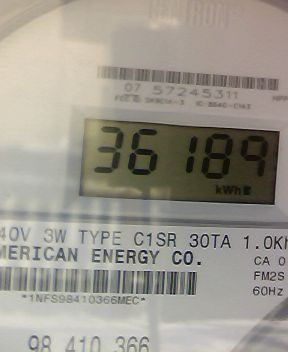 07 57245311
36189
kWh
40V 3W TYPE C1SR 30TA 1.0Kh
MERICAN ENERGY CO.
CA 0
FM2S
60Hz
*1NFS98410366MEC*
98 410 366